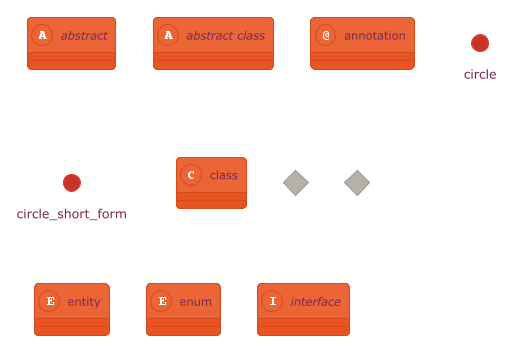 A abstract
A abstract class
@ annotation
circle
circle_short_form
C class
E entity
E enum
I interface